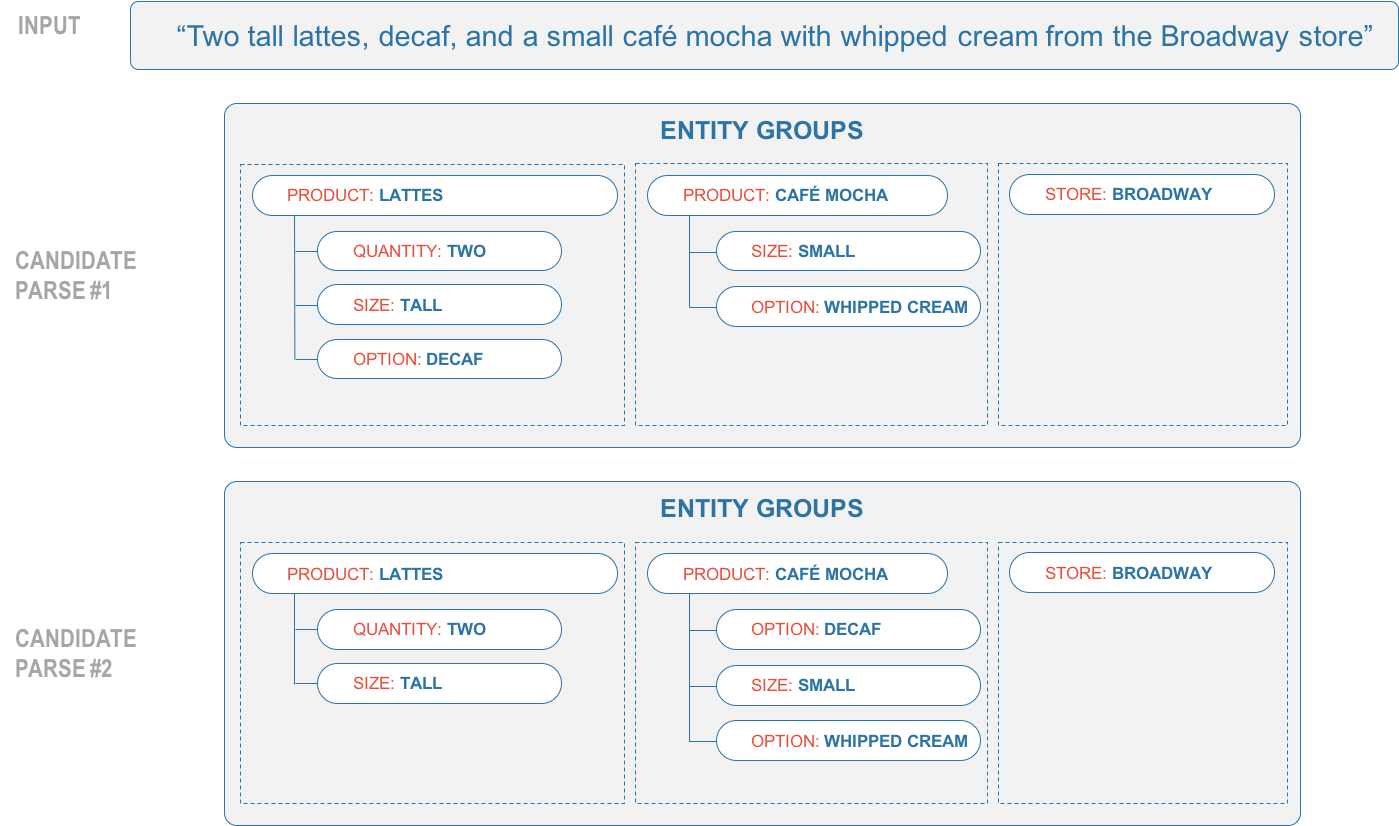 INPUT
“Two tall lattes, decaf, and a small café mocha with whipped cream from the Broadway store”
CANDIDATE
PARSE #1
ENTITY GROUPS
PRODUCT: LATTES
QUANTITY: TWO
SIZE: TALL
OPTION: DECAF
PRODUCT: CAFÉ MOCHA
SIZE: SMALL
OPTION: WHIPPED CREAM
STORE: BROADWAY
CANDIDATE
PARSE #2
ENTITY GROUPS
PRODUCT: LATTES
QUANTITY: TWO
SIZE: TALL
PRODUCT: CAFÉ MOCHA
OPTION: DECAF
SIZE: SMALL
OPTION: WHIPPED CREAM
STORE: BROADWAY